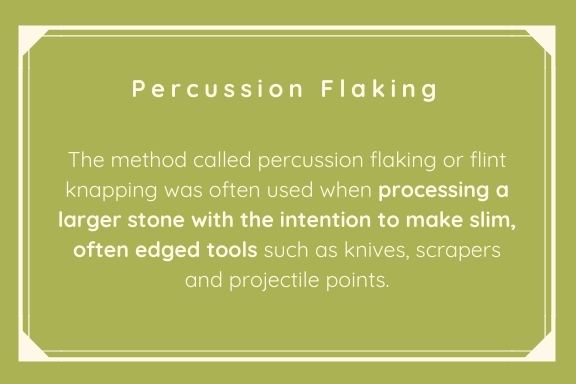 Percussion Flaking
The method called percussion flaking or flint
knapping was often used when processing a
larger stone with the intention to make slim,
often edged tools such as knives, scrapers
and projectile points.